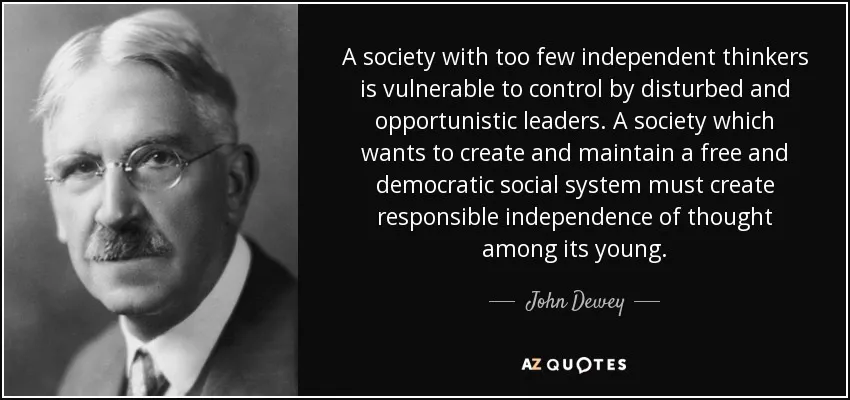 A society with too few independent thinkers
is vulnerable to control by disturbed and
opportunistic leaders. A society which
wants to create and maintain a free and
democratic social system must create
responsible independence of thought
among its young.
John Dewey
AZ QUOTES